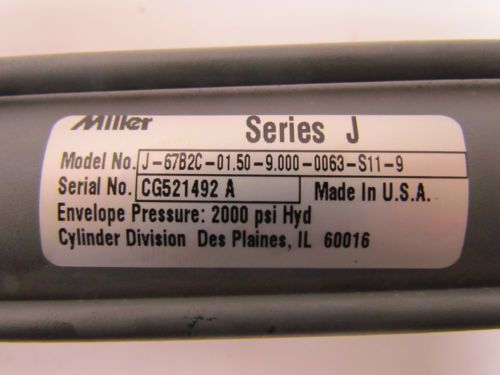 Miller Series J
Model No. J-67B2C-01.50-9.000-0063-S11-9
Serial No. CG521492 A Made In U.S.A.
Envelope Pressure: 2000 psi Hyd
Cylinder Division Des Plaines, IL 60016